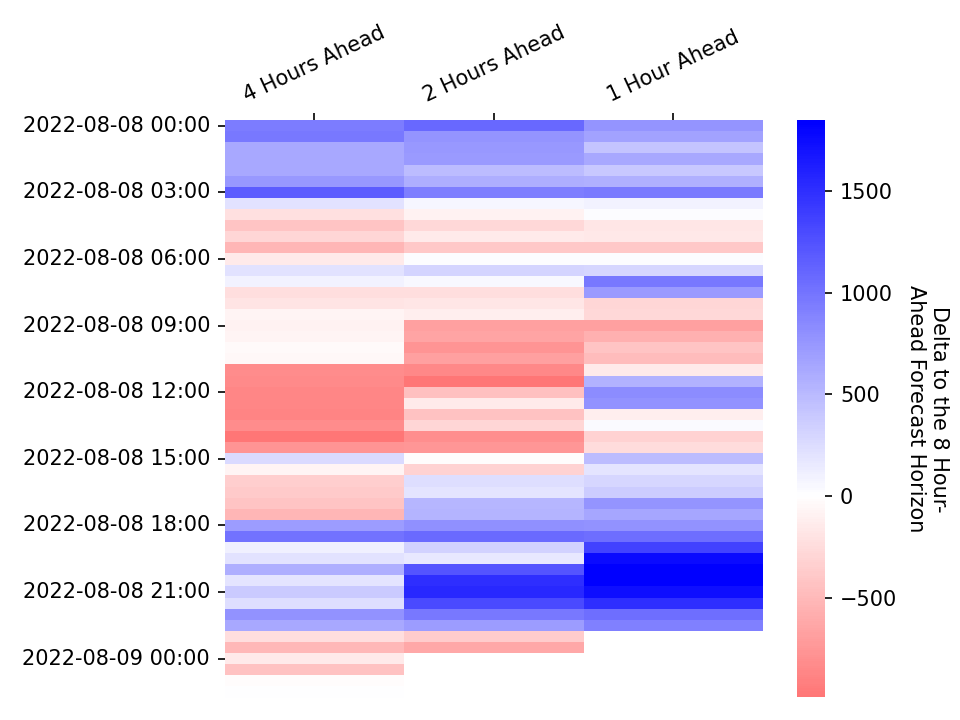 4 Hours Ahead
2 Hours Ahead
1 Hour Ahead
2022-08-08 00:00
2022-08-08 03:00
2022-08-08 06:00
2022-08-08 09:00
2022-08-08 12:00
2022-08-08 15:00
2022-08-08 18:00
2022-08-08 21:00
2022-08-09 00:00
1500
1000
500
0
−500
Delta to the 8 Hour-
Ahead Forecast Horizon